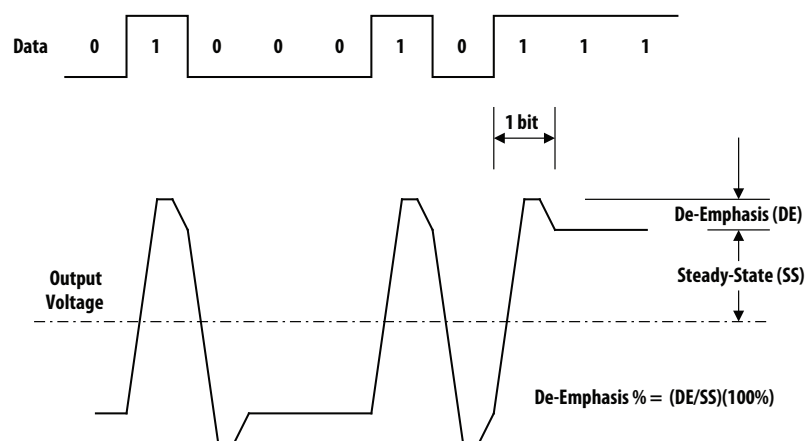 Data 0 1 0 0 0 1 0 1 1 1
1 bit
De-Emphasis (DE)
Output
Voltage
Steady-State (SS)
De-Emphasis % = (DE/SS)(100%)